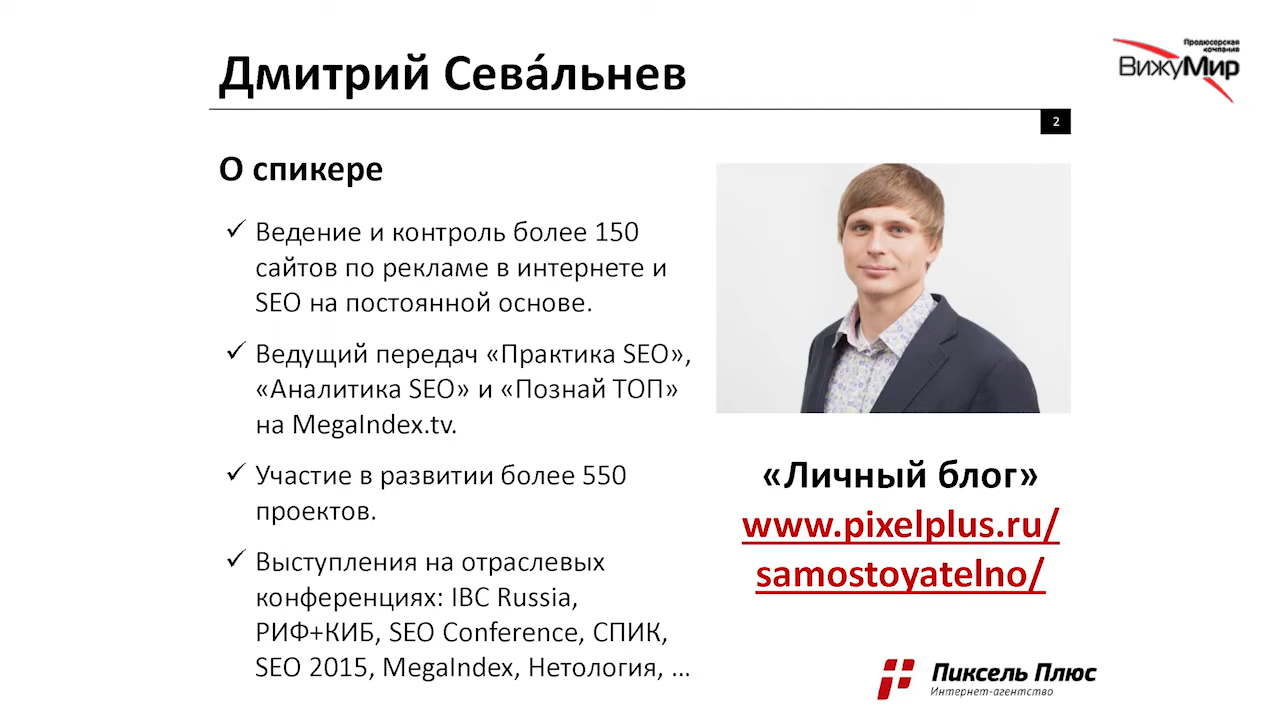 Дмитрий Сева́льнев
Продюсерская
компания
ВижуМир
2
О спикере
✓ Ведение и контроль более 150
сайтов по рекламе в интернете и
SEO на постоянной основе.
✓ Ведущий передач «Практика SEO»,
«Аналитика SEO» и «Познай ТОП»
на MegaIndex.tv.
✓ Участие в развитии более 550
проектов.
✓ Выступления на отраслевых
конференциях: IBC Russia,
РИФ+КИБ, SEO Conference, СПИК,
SEO 2015, MegaIndex, Нетология, ...
«Личный блог»
www.pixelplus.ru/
samostoyatelno/
Пиксель Плюс
Интернет-агентство